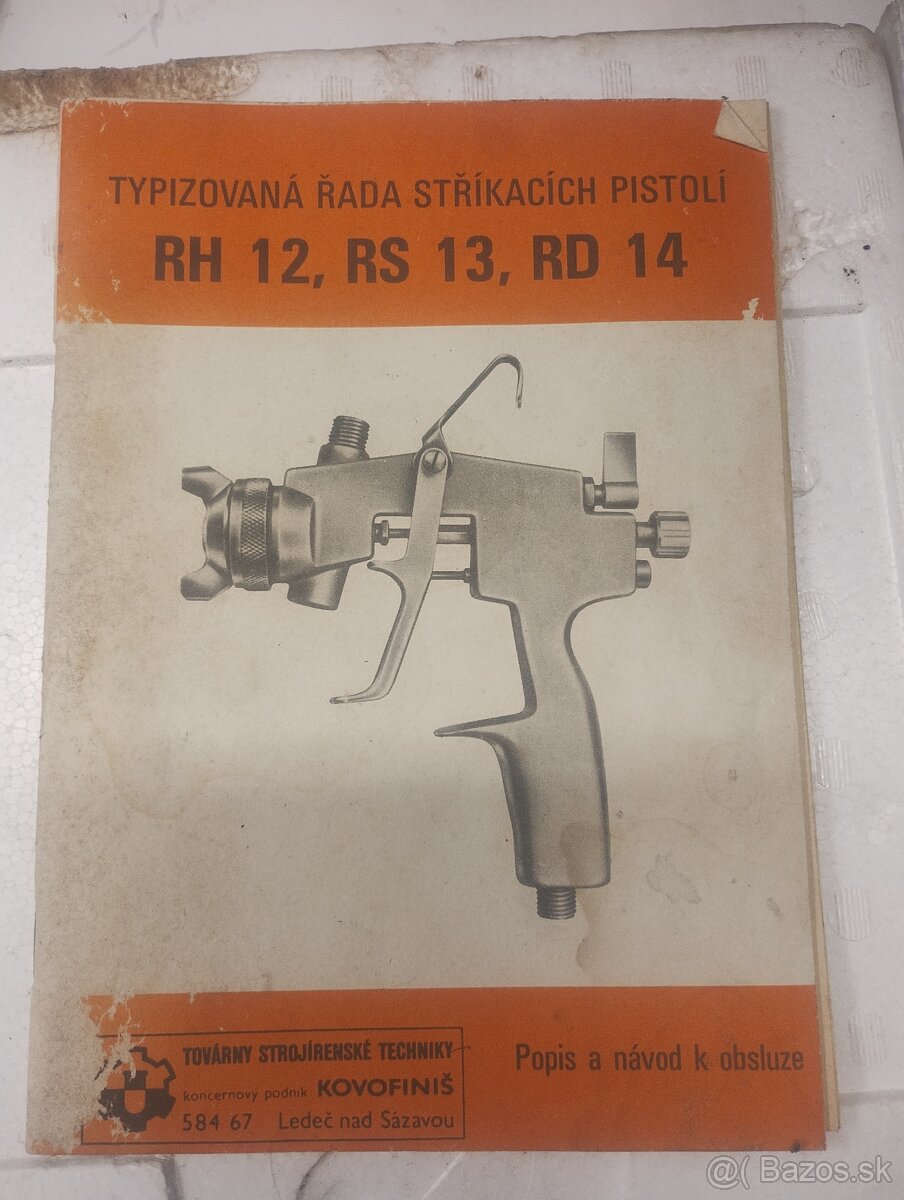 TYPIZOVANÁ ŘADA STŘÍKACÍCH PISTOLÍ
RH 12, RS 13, RD 14
TOVÁRNY STROJÍRENSKÉ TECHNIKY
koncernový podnik KOVOFINIŠ
584 67 Ledeč nad Sázavou
Popis a návod k obsluze
@( Bazos.sk